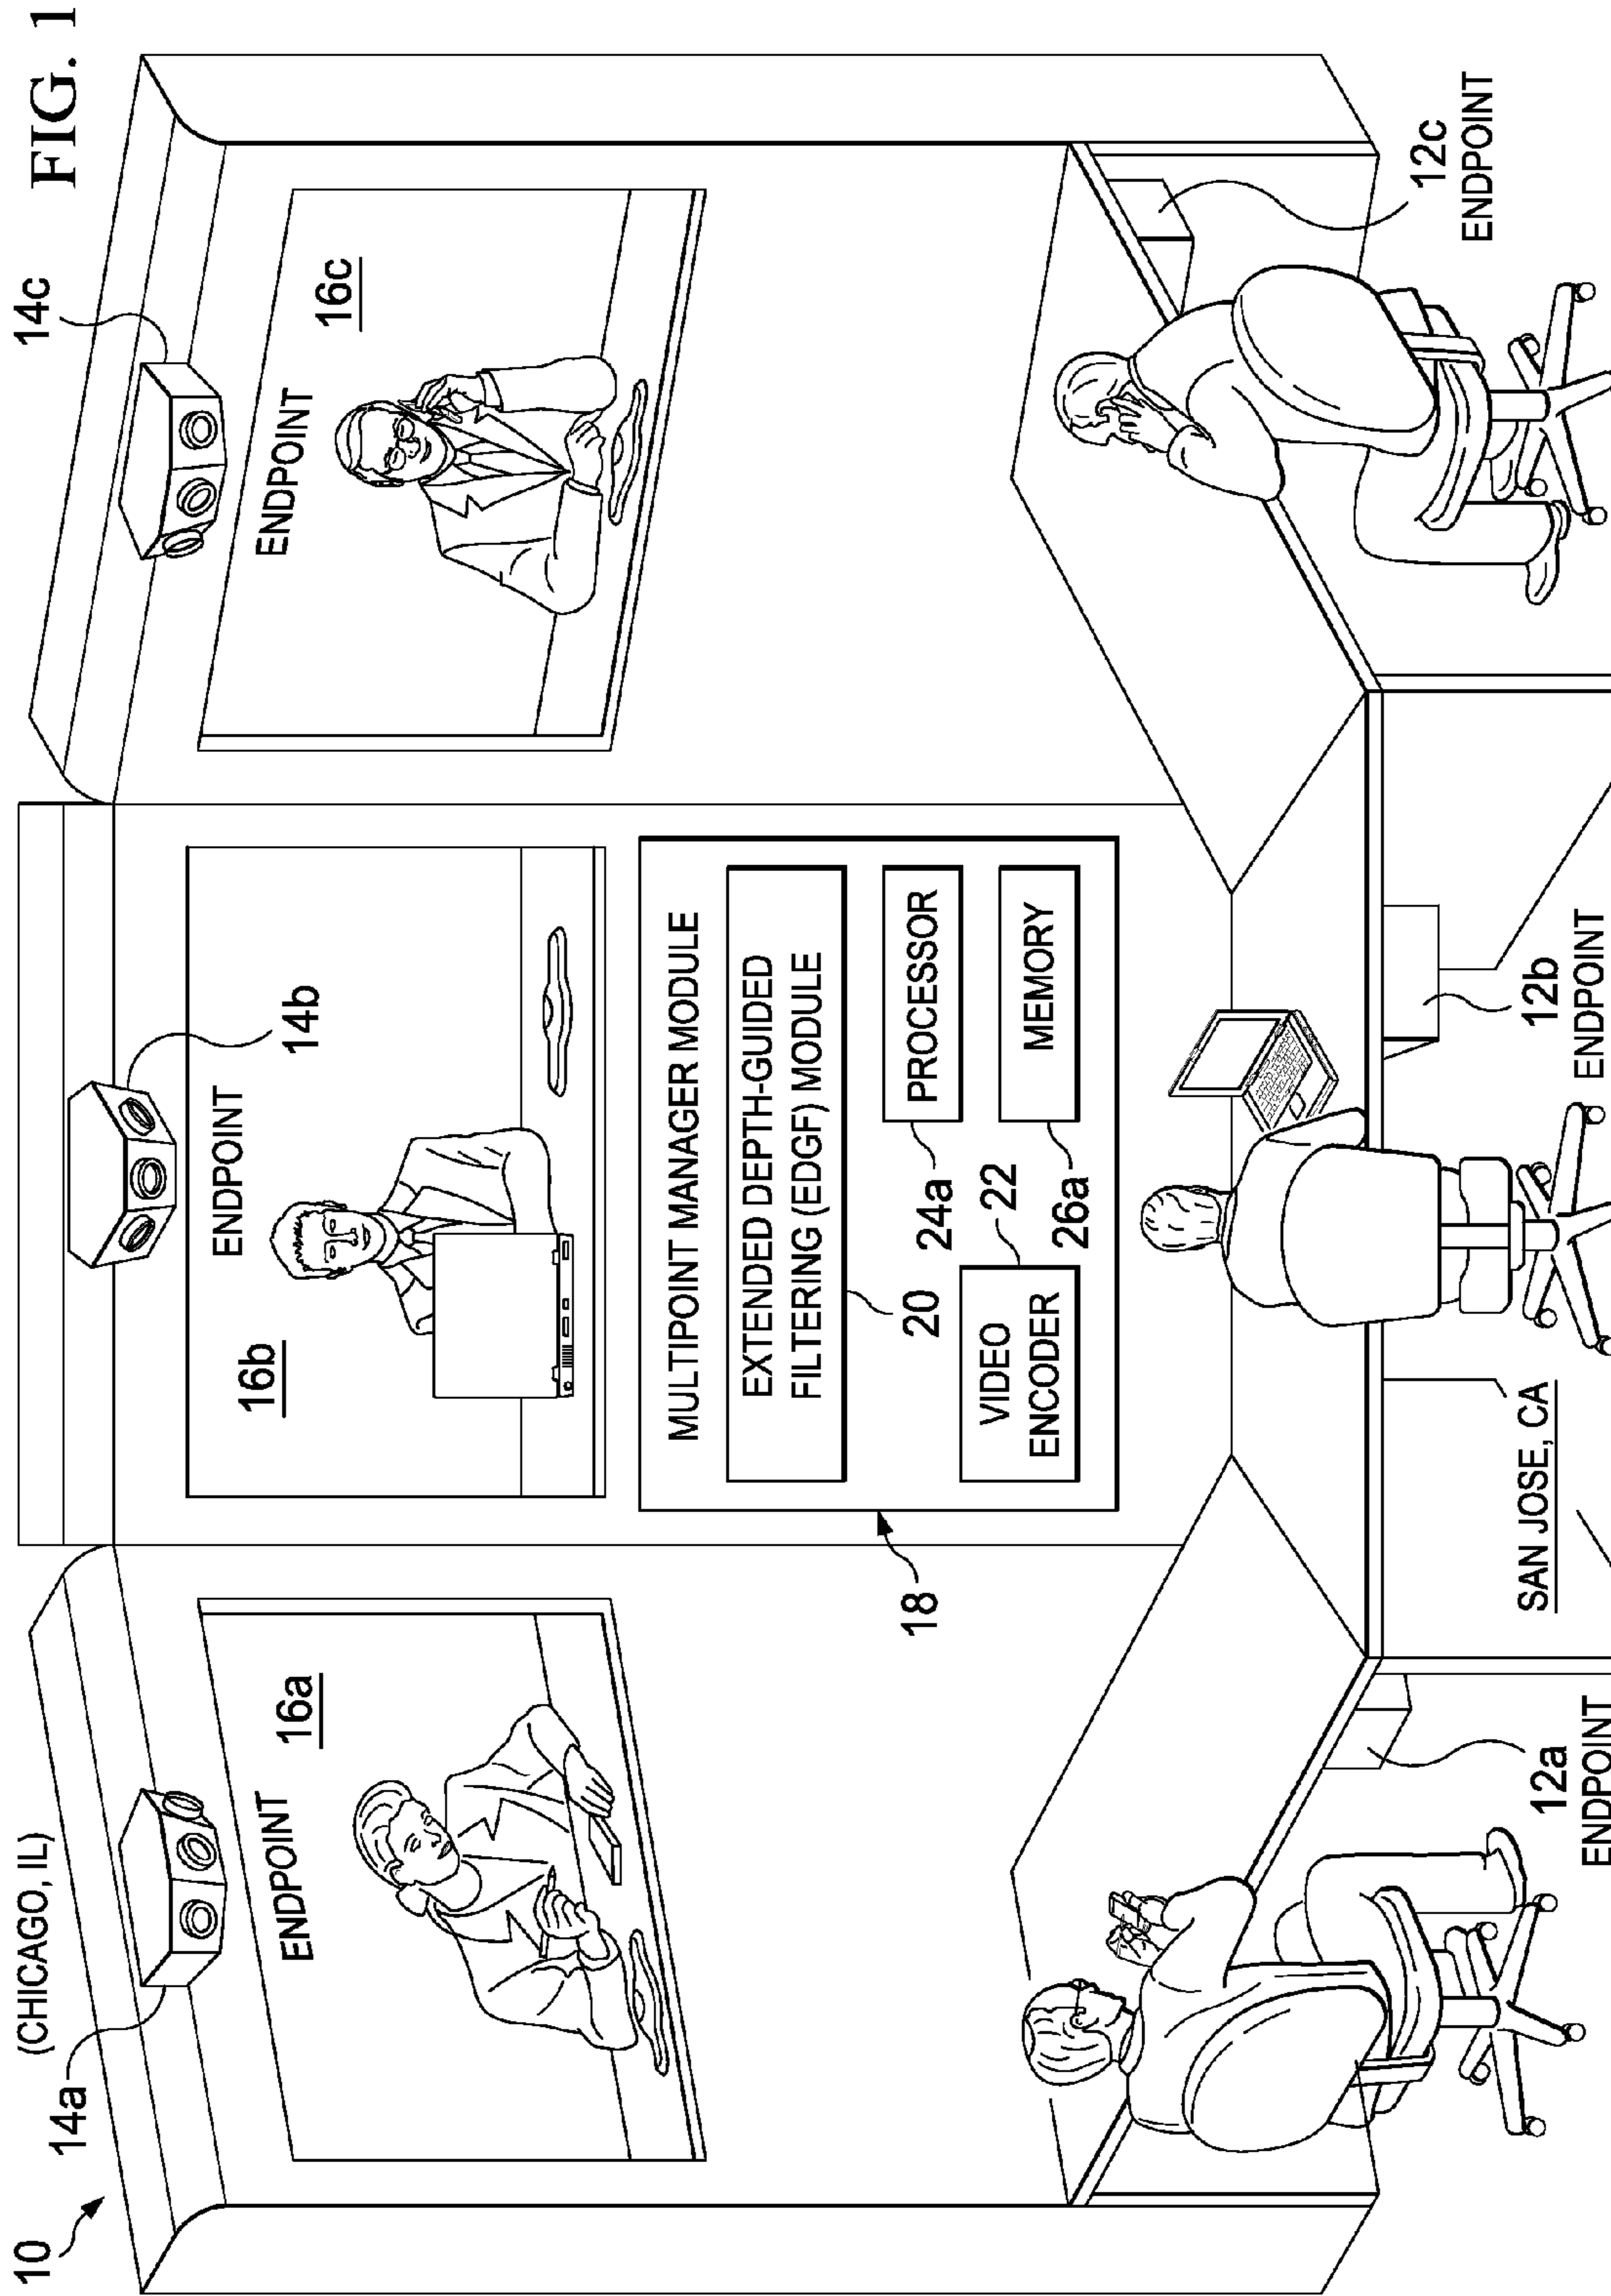 FIG. 1
10
14a
(CHICAGO, IL)
14b
14c
ENDPOINT
16a
ENDPOINT
16b
ENDPOINT
16c
MULTIPOINT MANAGER MODULE
EXTENDED DEPTH-GUIDED
FILTERING (EDGF) MODULE
20
PROCESSOR
24a
VIDEO
ENCODER
22
MEMORY
26a
18
SAN JOSE, CA
12a
ENDPOINT
12b
ENDPOINT
12c
ENDPOINT